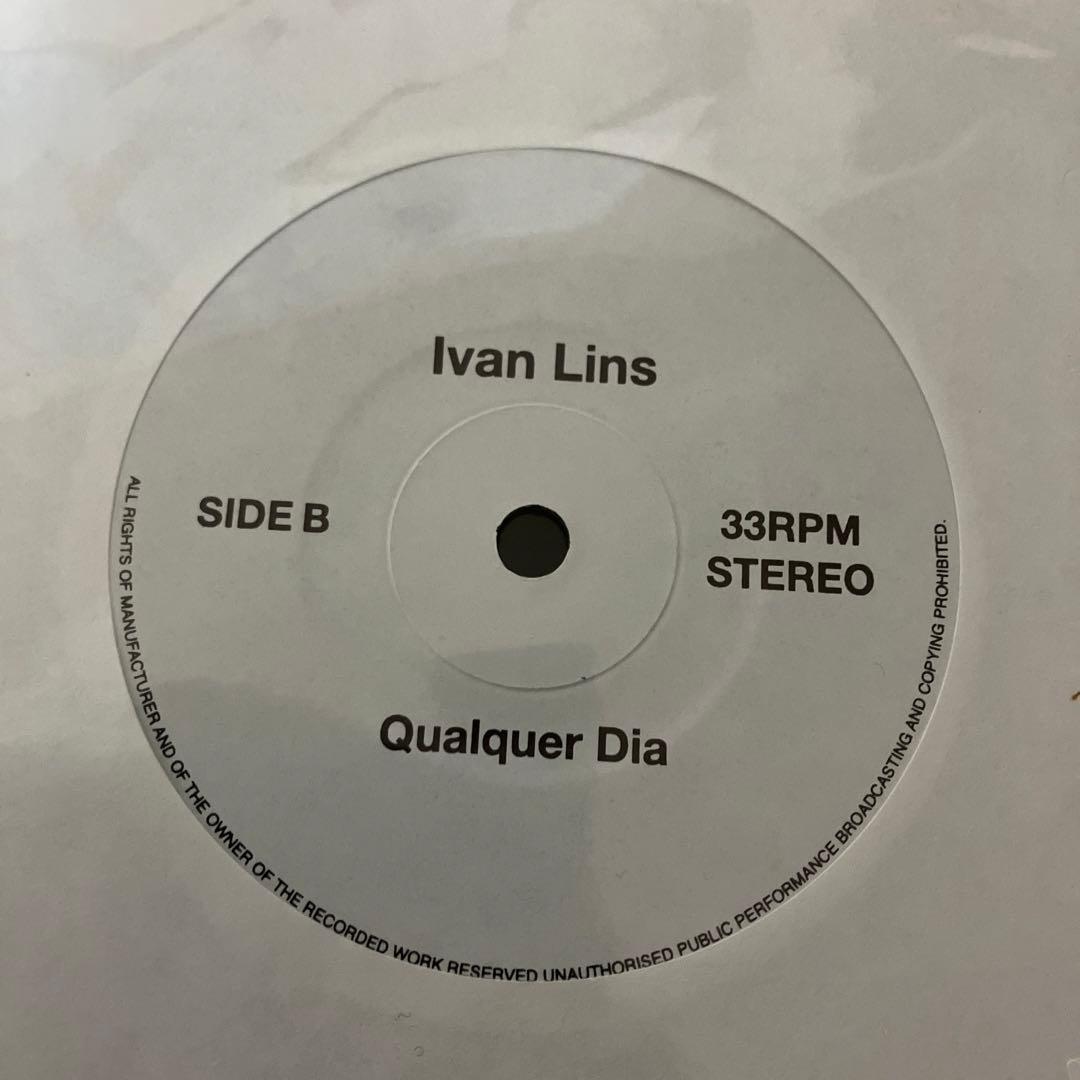 Ivan Lins
SIDE B
33RPM
STEREO
Qualquer Dia
ALL RIGHTS OF MANUFACTURER AND OF THE OWNER OF THE RECORDED WORK RESERVED UNAUTHORISED PUBLIC PERFORMANCE BROADCASTING AND COPYING PROHIBITED.